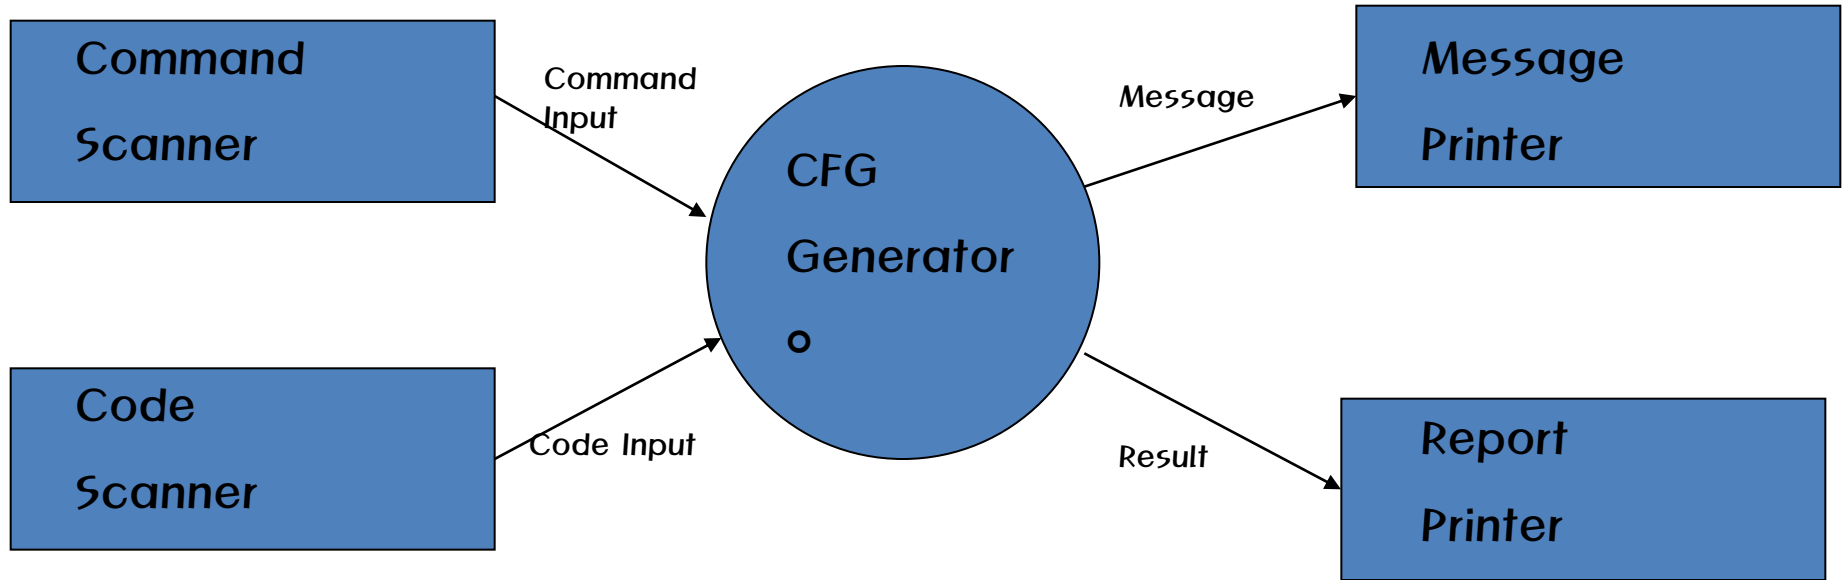 Command
Scanner
Command
Input
Code
Scanner
Code Input
CFG
Generator
0
Message
Message
Printer
Result
Report
Printer